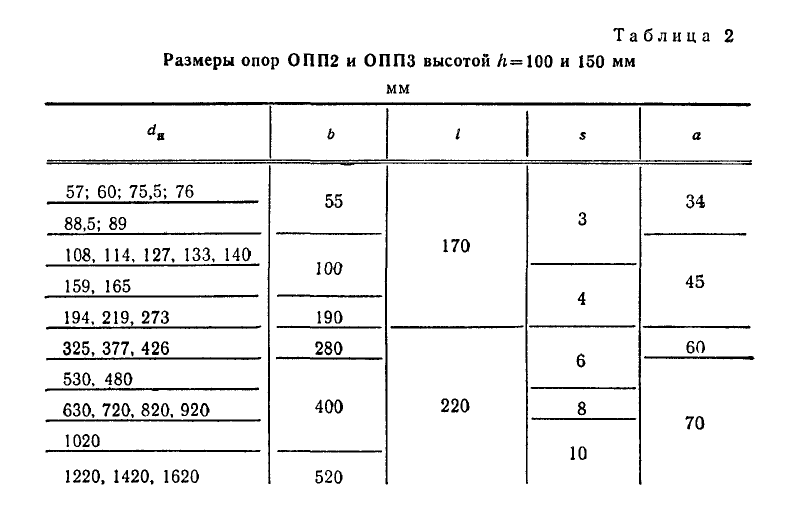 Таблица 2
Размеры опор ОПП2 и ОПП3 высотой h=100 и 150 мм
мм
dн b l s a
57; 60; 75,5; 76
55
34
88,5; 89
3
108, 114, 127, 133, 140
170
100
159, 165
45
4
194, 219, 273 190
325, 377, 426 280 60
6
530, 480
630, 720, 820, 920 400 220 8
70
1020
10
1220, 1420, 1620 520